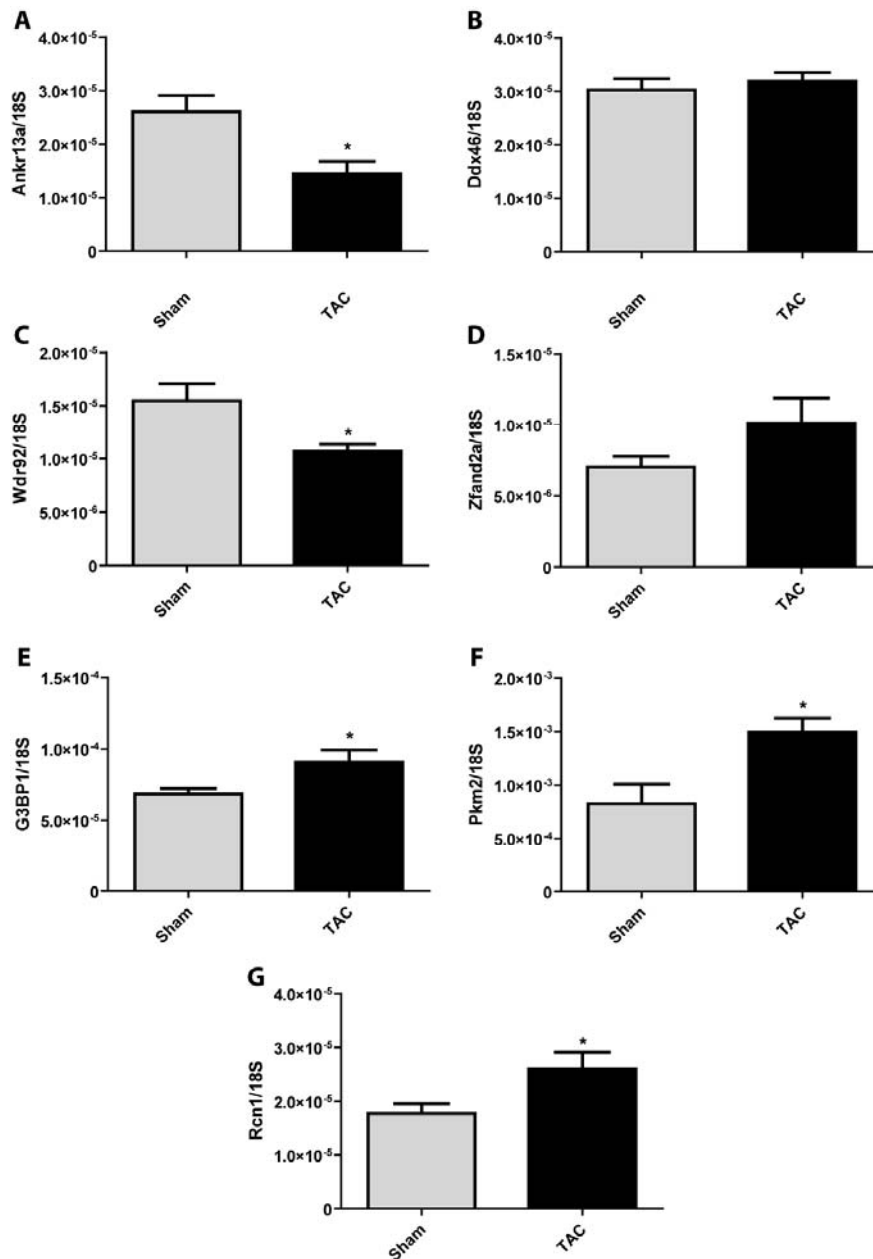 A
4.0×10⁻⁵
3.0×10⁻⁵
2.0×10⁻⁵
1.0×10⁻⁵
0
Ankr13a/18S
*
Sham
TAC
B
4.0×10⁻⁵
3.0×10⁻⁵
2.0×10⁻⁵
1.0×10⁻⁵
0
Ddx46/18S
Sham
TAC
C
2.0×10⁻⁵
1.5×10⁻⁵
1.0×10⁻⁵
5.0×10⁻⁶
0
Wdr92/18S
*
Sham
TAC
D
1.5×10⁻⁵
1.0×10⁻⁵
5.0×10⁻⁶
0
Zfand2a/18S
Sham
TAC
E
1.5×10⁻⁴
1.0×10⁻⁴
5.0×10⁻⁵
0
G3BP1/18S
*
Sham
TAC
F
2.0×10⁻³
1.5×10⁻³
1.0×10⁻³
5.0×10⁻⁴
0
Pkm2/18S
*
Sham
TAC
G
4.0×10⁻⁵
3.0×10⁻⁵
2.0×10⁻⁵
1.0×10⁻⁵
0
Rcn1/18S
*
Sham
TAC